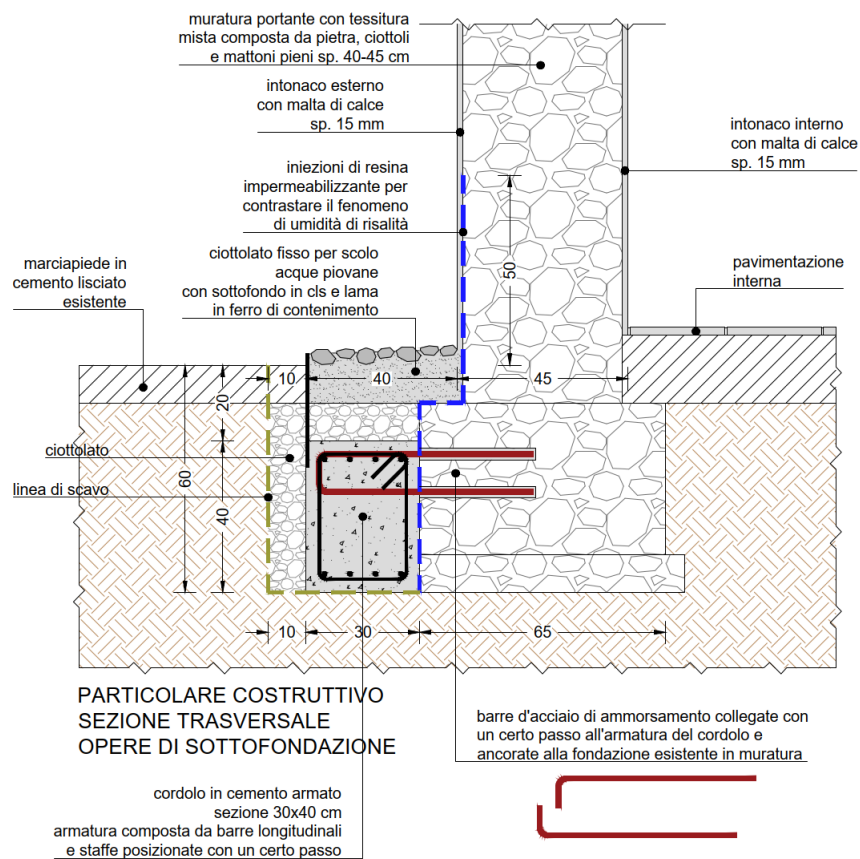 muratura portante con tessitura
mista composta da pietra, ciottoli
e mattoni pieni sp. 40-45 cm
intonaco esterno
con malta di calce
sp. 15 mm
intonaco interno
con malta di calce
sp. 15 mm
iniezioni di resina
impermeabilizzante per
contrastare il fenomeno
di umidità di risalità
ciottolato fisso per scolo
acque piovane
con sottofondo in cls e lama
in ferro di contenimento
marciapiede in
cemento lisciato
esistente
pavimentazione
interna
50
10
40
45
20
60
40
ciottolato
linea di scavo
10
30
65
PARTICOLARE COSTRUTTIVO
SEZIONE TRASVERSALE
OPERE DI SOTTOFONDAZIONE
barre d'acciaio di ammorsamento collegate con
un certo passo all'armatura del cordolo e
ancorate alla fondazione esistente in muratura
cordolo in cemento armato
sezione 30x40 cm
armatura composta da barre longitudinali
e staffe posizionate con un certo passo